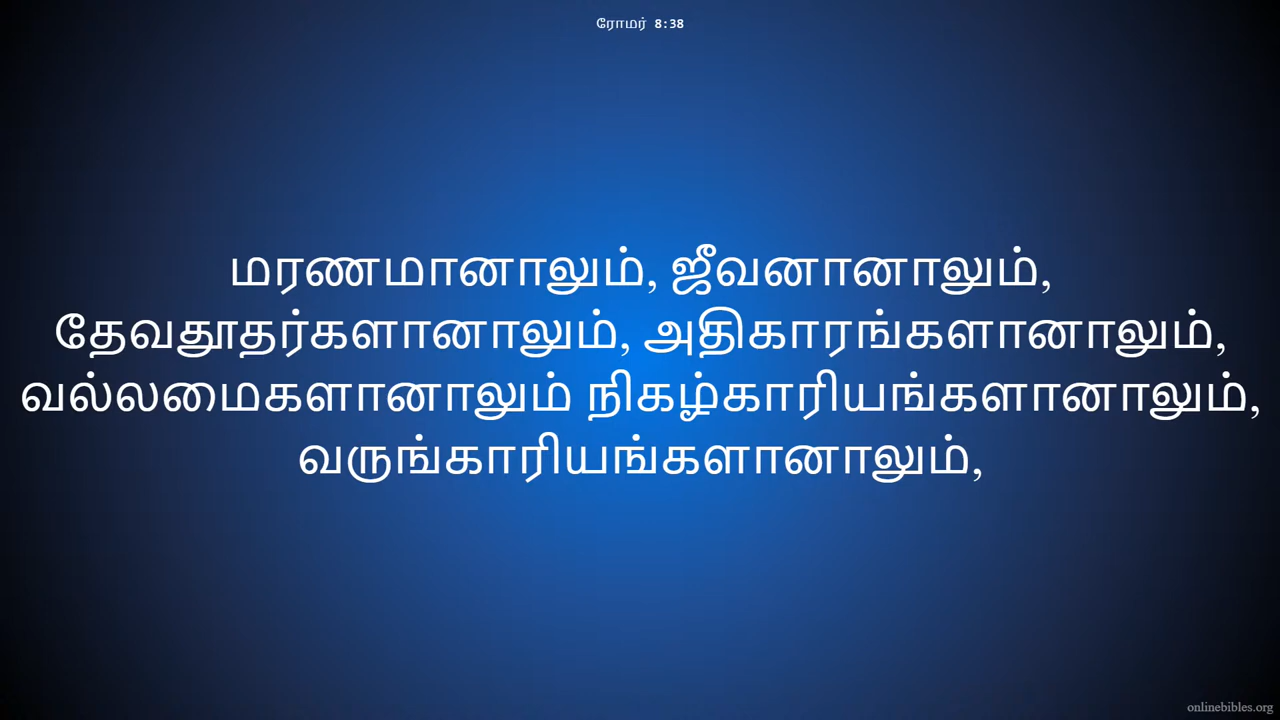 ரோமர் 8:38
மரணமானாலும், ஜீவனானாலும்,
தேவதூதர்களானாலும், அதிகாரங்களானாலும்,
வல்லமைகளானாலும் நிகழ்காரியங்களானாலும்,
வருங்காரியங்களானாலும்,
onlinebibles.org